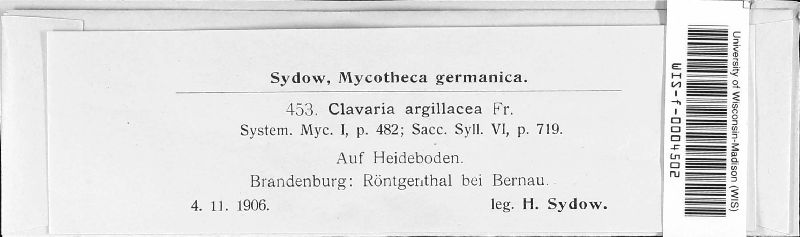 Sydow, Mycotheca germanica.
453. Clavaria argillacea Fr.
System. Myc. I, p. 482; Sacc. Syll. VI, p. 719.
Auf Heideboden.
Brandenburg: Röntgenthal bei Bernau.
4. 11. 1906. leg. H. Sydow.
University of Wisconsin-Madison (WIS)
WIS-f-0004502